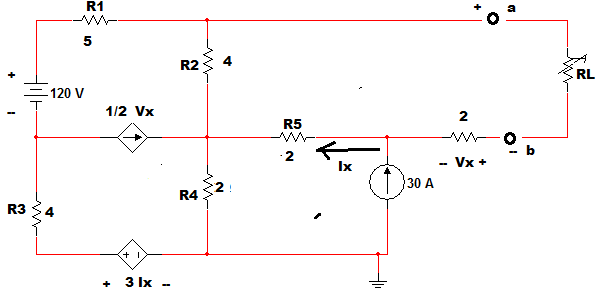 R1
+ a
5
R2 4
RL
+
120 V
--
1/2 Vx
R5
2
2
Ix
-- Vx +
-- b
R4 2
30 A
R3 4
+ 3 Ix --